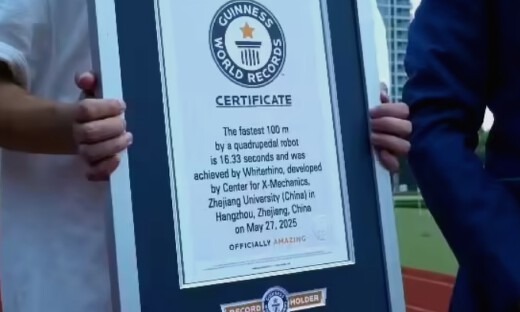 GUINNESS
WORLD RECORDS
CERTIFICATE
The fastest 100 m
by a quadrupedal robot
is 16.33 seconds and was
achieved by Whiterhino, developed
by Center for X-Mechanics,
Zhejiang University (China) in
Hangzhou, Zhejiang, China
on May 27, 2025
OFFICIALLY AMAZING
RECORD HOLDER